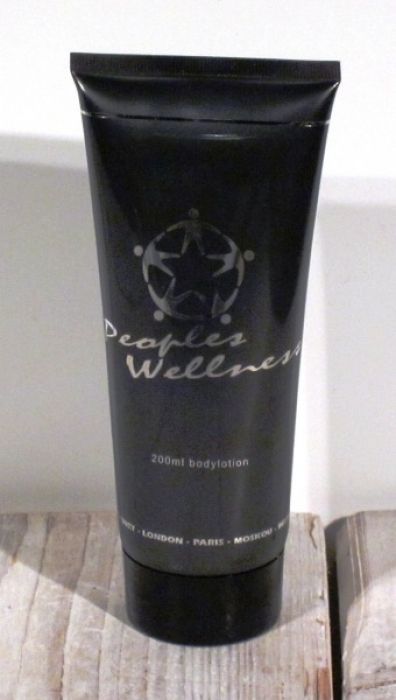 Peoples
Wellness
200ml bodylotion
- LONDON - PARIS - MOSKOU -